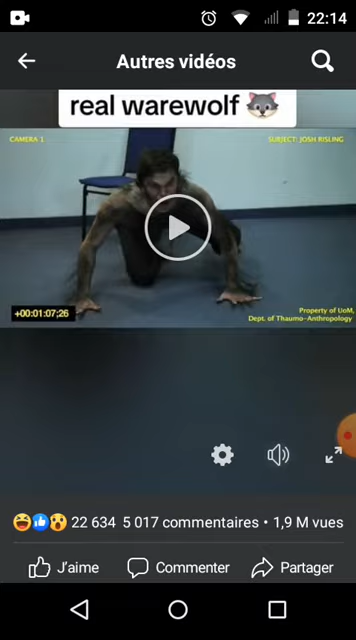 22:14
Autres vidéos
real warewolf
CAMERA 1
SUBJECT: JOSH RISLING
+00:01:07;26
Property of UoM,
Dept. of Thaumo-Anthropology
22 634 5 017 commentaires • 1,9 M vues
J'aime
Commenter
Partager